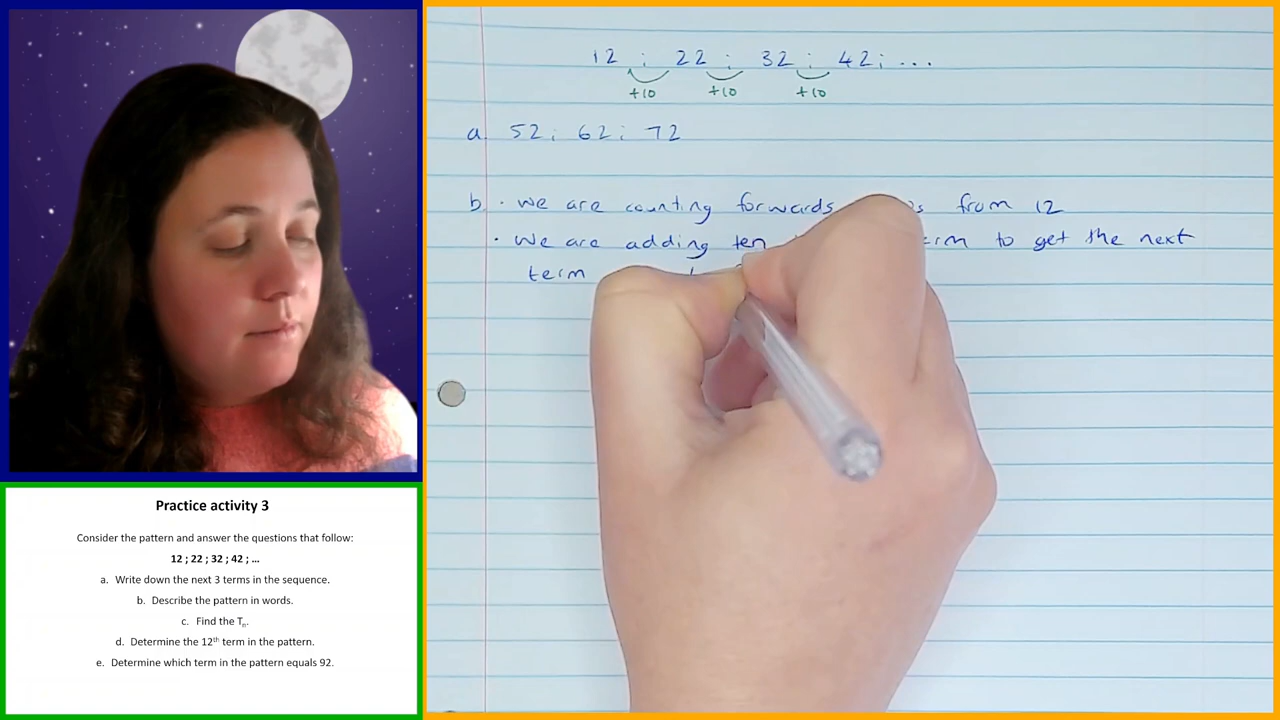 12 ; 22 ; 32 ; 42 ; ...
+10 +10 +10
a. 52 ; 62 ; 72
b. · we are counting forwards from 12
· We are adding ten to get the next
term
Practice activity 3
Consider the pattern and answer the questions that follow:
12 ; 22 ; 32 ; 42 ; ...
a. Write down the next 3 terms in the sequence.
b. Describe the pattern in words.
c. Find the Tₙ.
d. Determine the 12ᵗʰ term in the pattern.
e. Determine which term in the pattern equals 92.